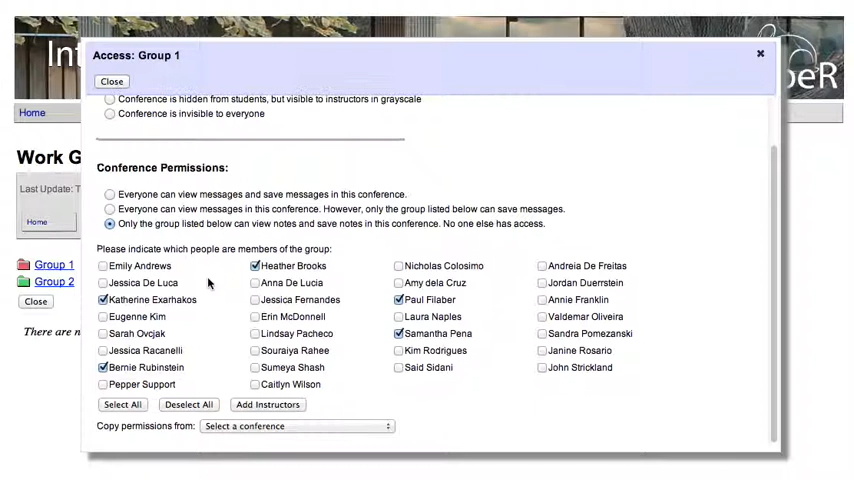 Int
peR
Access: Group 1
✖
Close
Home
Conference is hidden from students, but visible to instructors in grayscale
Conference is invisible to everyone
Work G
Conference Permissions:
Last Update: T
Everyone can view messages and save messages in this conference.
Everyone can view messages in this conference. However, only the group listed below can save messages.
Home
Only the group listed below can view notes and save notes in this conference. No one else has access.
Please indicate which people are members of the group:
Group 1
Group 2
Close
There are n
Emily Andrews Heather Brooks Nicholas Colosimo Andreia De Freitas
Jessica De Luca Anna De Lucia Amy dela Cruz Jordan Duerrstein
Katherine Exarhakos Jessica Fernandes Paul Filaber Annie Franklin
Eugenne Kim Erin McDonnell Laura Naples Valdemar Oliveira
Sarah Ovcjak Lindsay Pacheco Samantha Pena Sandra Pomezanski
Jessica Racanelli Souraiya Rahee Kim Rodrigues Janine Rosario
Bernie Rubinstein Sumeya Shash Said Sidani John Strickland
Pepper Support Caitlyn Wilson
Select All Deselect All Add Instructors
Copy permissions from: Select a conference